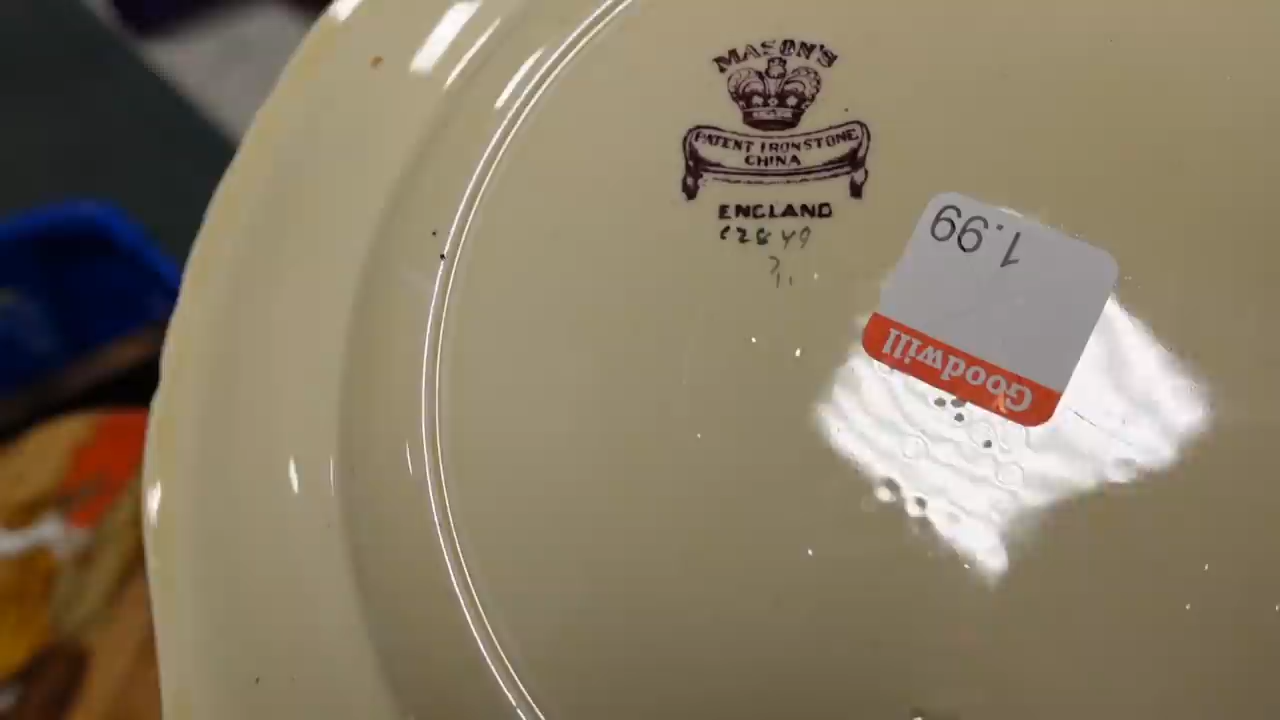 MASON'S
PATENT IRONSTONE
CHINA
ENGLAND
C2849
1.99
Goodwill